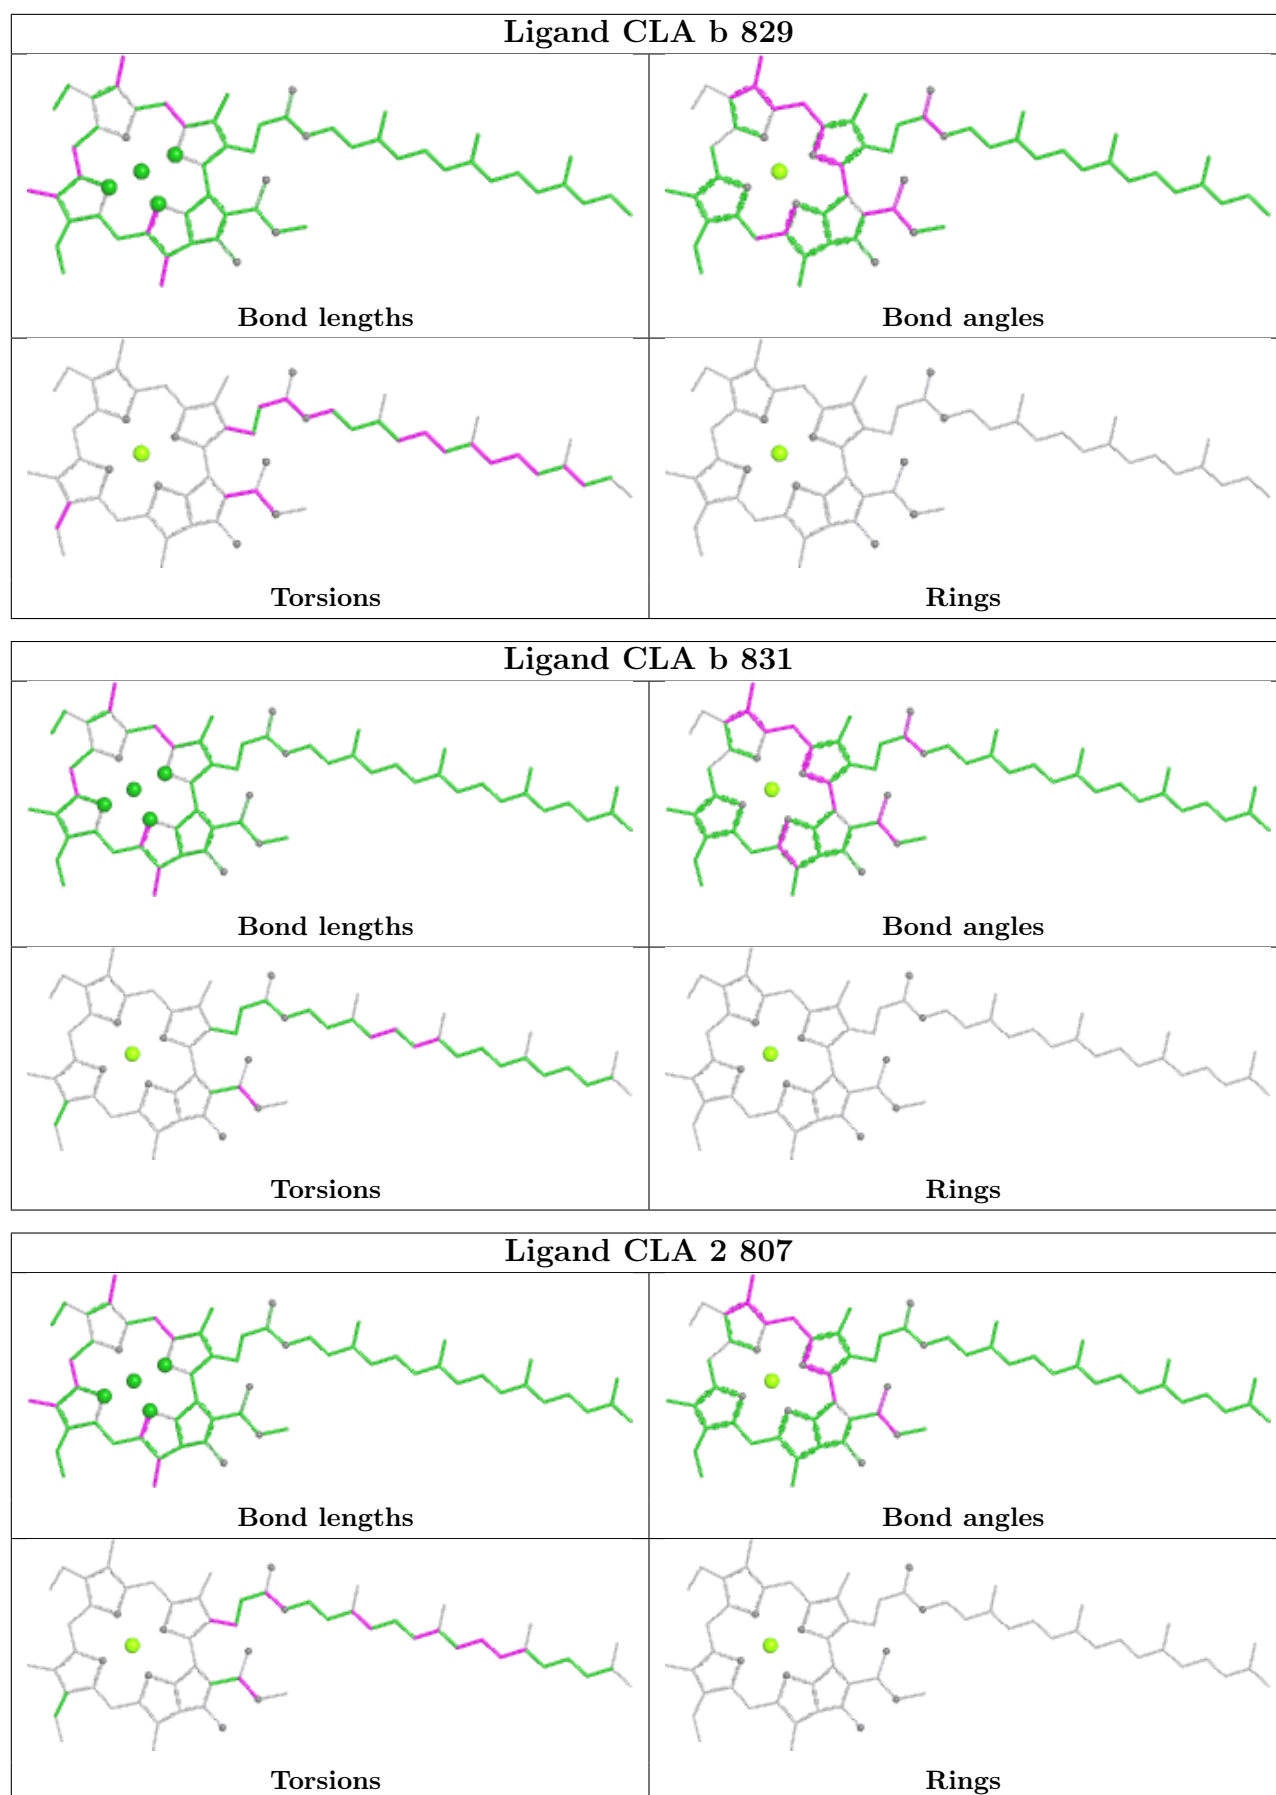 Ligand CLA b 829
Bond lengths
Bond angles
Torsions
Rings
Ligand CLA b 831
Bond lengths
Bond angles
Torsions
Rings
Ligand CLA 2 807
Bond lengths
Bond angles
Torsions
Rings